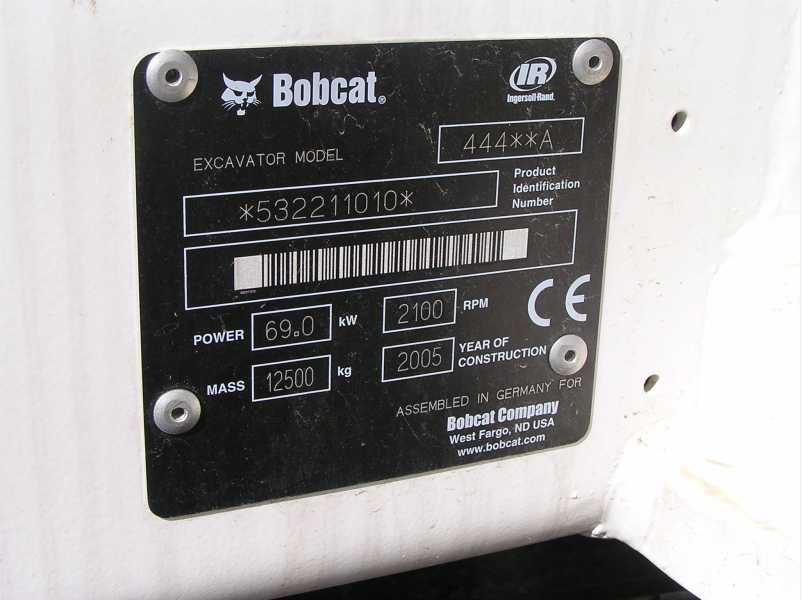 Bobcat®
IR
Ingersoll-Rand.
EXCAVATOR MODEL 444**A
*532211010*
Product
Identification
Number
POWER 69.0 kW 2100 RPM
MASS 12500 kg 2005 YEAR OF CONSTRUCTION
CE
ASSEMBLED IN GERMANY FOR
Bobcat Company
West Fargo, ND USA
www.bobcat.com